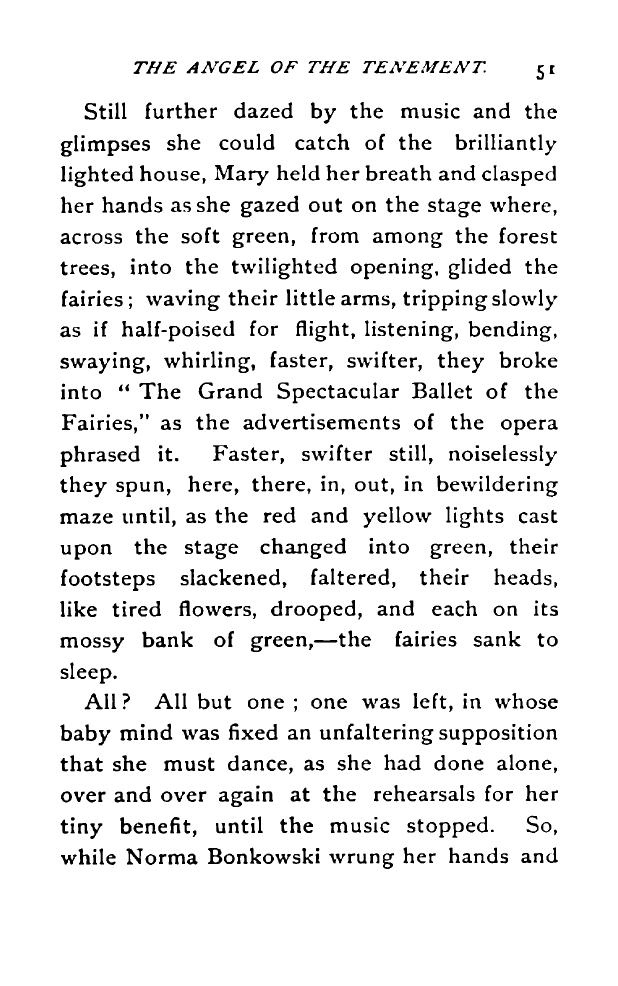 THE ANGEL OF THE TENEMENT. 51
Still further dazed by the music and the
glimpses she could catch of the brilliantly
lighted house, Mary held her breath and clasped
her hands as she gazed out on the stage where,
across the soft green, from among the forest
trees, into the twilighted opening, glided the
fairies; waving their little arms, tripping slowly
as if half-poised for flight, listening, bending,
swaying, whirling, faster, swifter, they broke
into “ The Grand Spectacular Ballet of the
Fairies,” as the advertisements of the opera
phrased it. Faster, swifter still, noiselessly
they spun, here, there, in, out, in bewildering
maze until, as the red and yellow lights cast
upon the stage changed into green, their
footsteps slackened, faltered, their heads,
like tired flowers, drooped, and each on its
mossy bank of green,—the fairies sank to
sleep.
All? All but one ; one was left, in whose
baby mind was fixed an unfaltering supposition
that she must dance, as she had done alone,
over and over again at the rehearsals for her
tiny benefit, until the music stopped. So,
while Norma Bonkowski wrung her hands and